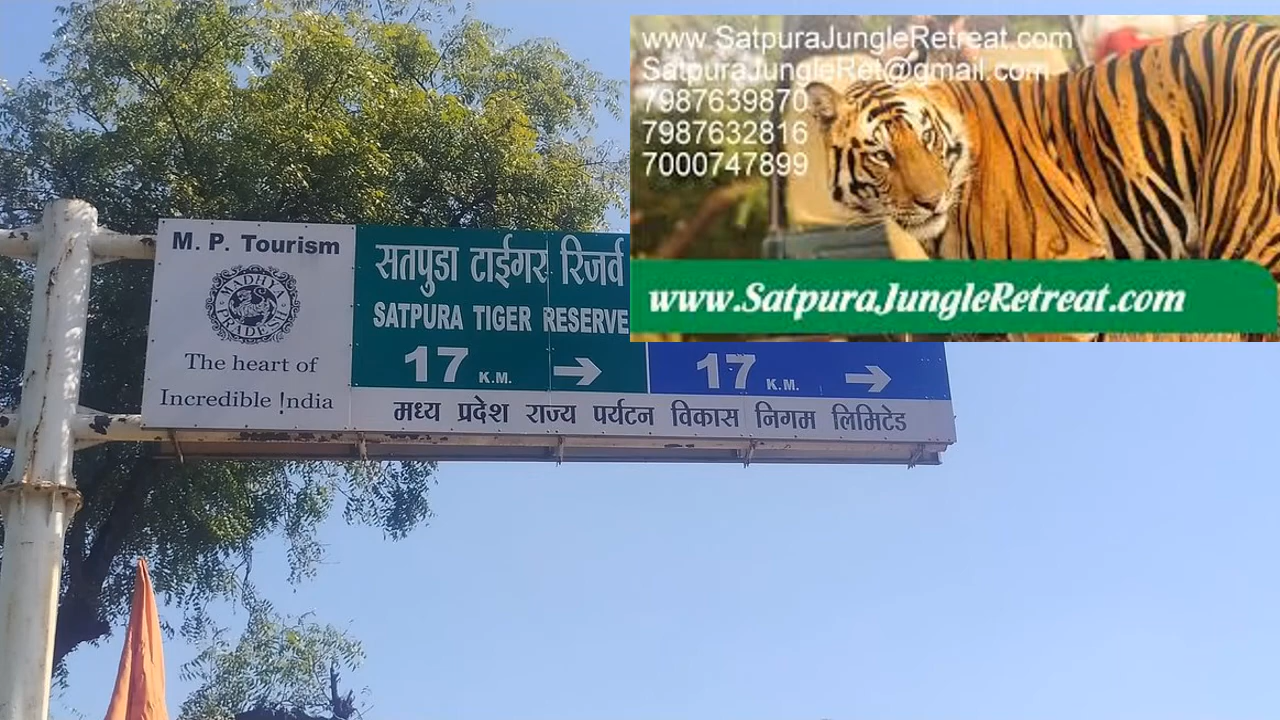 www.SatpuraJungleRetreat.com
SatpuraJungleRet@gmail.com
7987639870
7987632816
7000747899
www.SatpuraJungleRetreat.com
M. P. Tourism
MADHYA PRADESH
The heart of
Incredible !ndia
सतपुडा टाईगर रिजर्व
SATPURA TIGER RESERVE
17 K.M.
17 K.M.
मध्य प्रदेश राज्य पर्यटन विकास निगम लिमिटेड